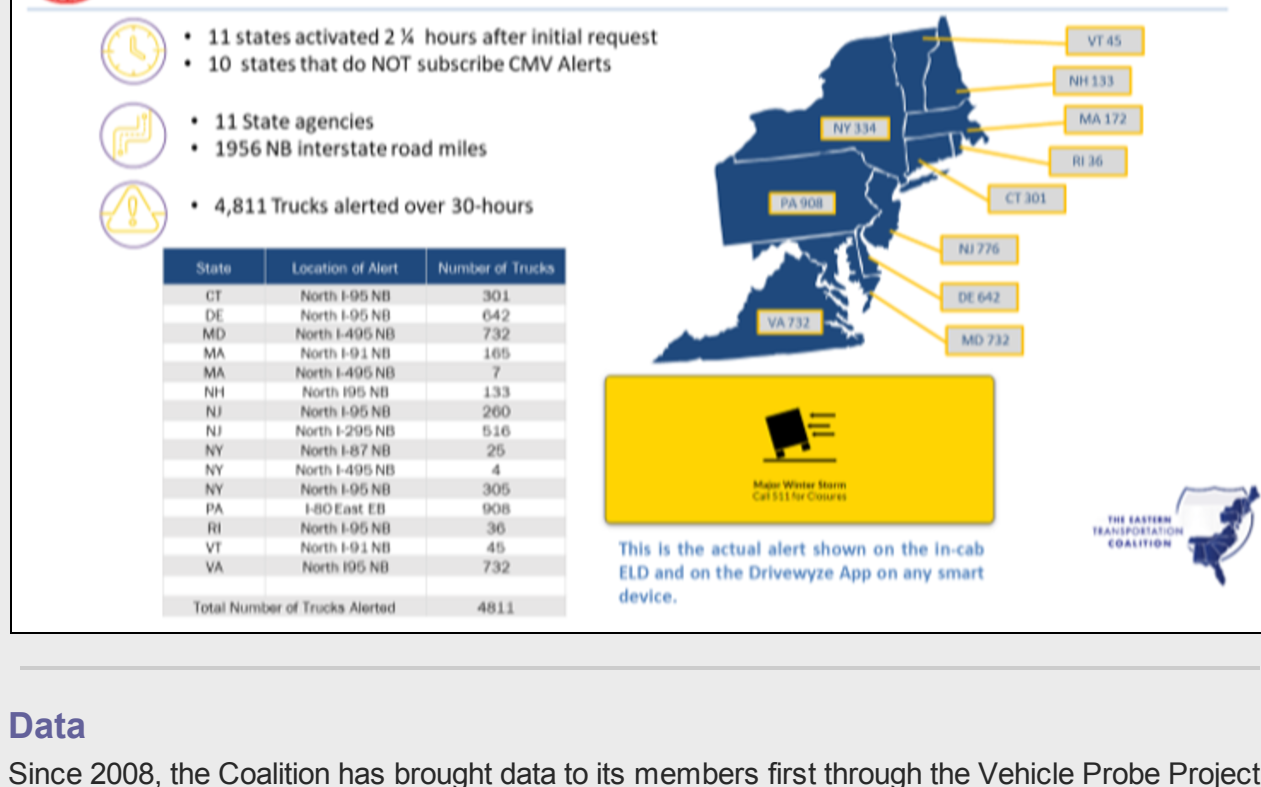 • 11 states activated 2 ¼ hours after initial request
• 10 states that do NOT subscribe CMV Alerts
• 11 State agencies
• 1956 NB interstate road miles
• 4,811 Trucks alerted over 30-hours
State Location of Alert Number of Trucks
CT North I-95 NB 301
DE North I-95 NB 642
MD North I-495 NB 732
MA North I-91 NB 165
MA North I-495 NB 7
NH North I95 NB 133
NJ North I-95 NB 260
NJ North I-295 NB 516
NY North I-87 NB 25
NY North I-495 NB 4
NY North I-95 NB 305
PA I-80 East EB 908
RI North I-95 NB 36
VT North I-91 NB 45
VA North I95 NB 732
Total Number of Trucks Alerted 4811
VT 45
NH 133
MA 172
NY 334
RI 36
CT 301
PA 908
NJ 776
DE 642
VA 732
MD 732
Major Winter Storm
Call 511 for Closures
This is the actual alert shown on the in-cab
ELD and on the Drivewyze App on any smart
device.
THE EASTERN
TRANSPORTATION
COALITION
Data
Since 2008, the Coalition has brought data to its members first through the Vehicle Probe Project